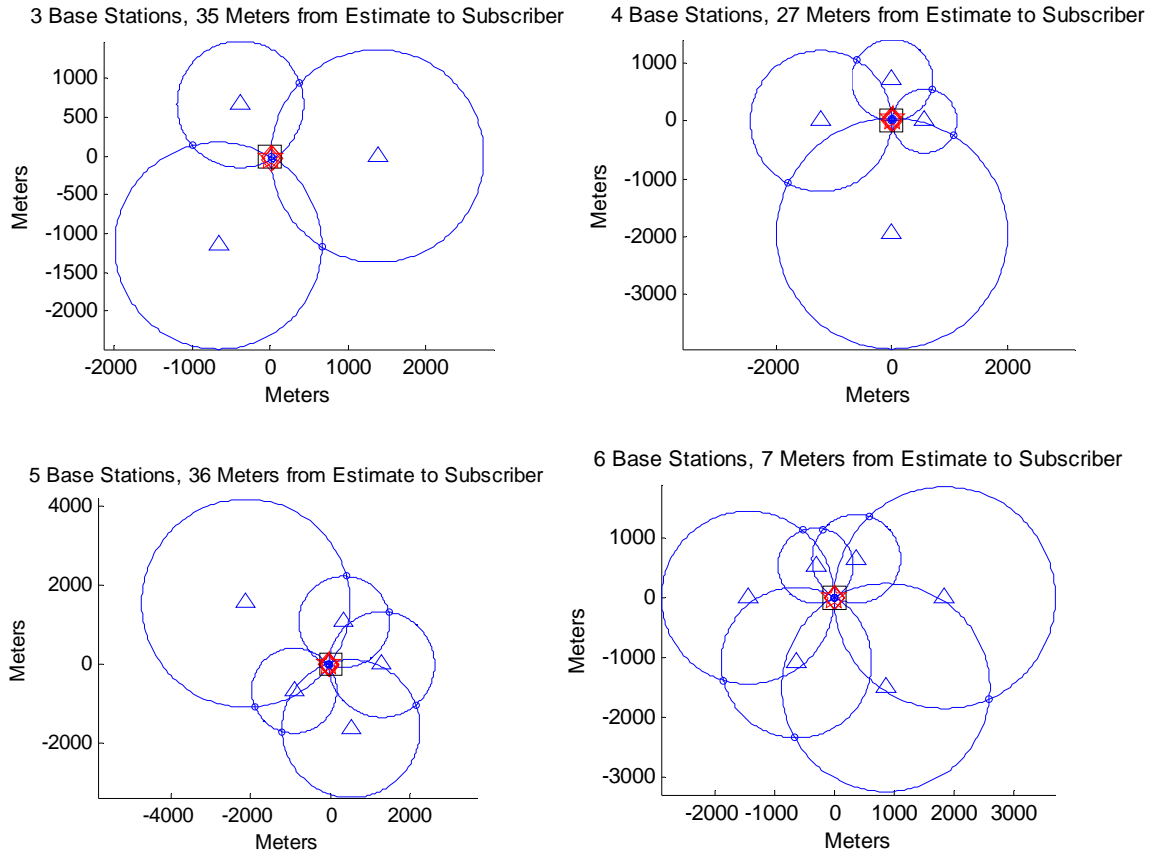 3 Base Stations, 35 Meters from Estimate to Subscriber
1000
500
0
-500
-1000
-1500
-2000
Meters
-2000 -1000 0 1000 2000
Meters
4 Base Stations, 27 Meters from Estimate to Subscriber
1000
0
-1000
-2000
-3000
Meters
-2000 0 2000
Meters
5 Base Stations, 36 Meters from Estimate to Subscriber
4000
2000
0
-2000
Meters
-4000 -2000 0 2000
Meters
6 Base Stations, 7 Meters from Estimate to Subscriber
1000
0
-1000
-2000
-3000
Meters
-2000 -1000 0 1000 2000 3000
Meters